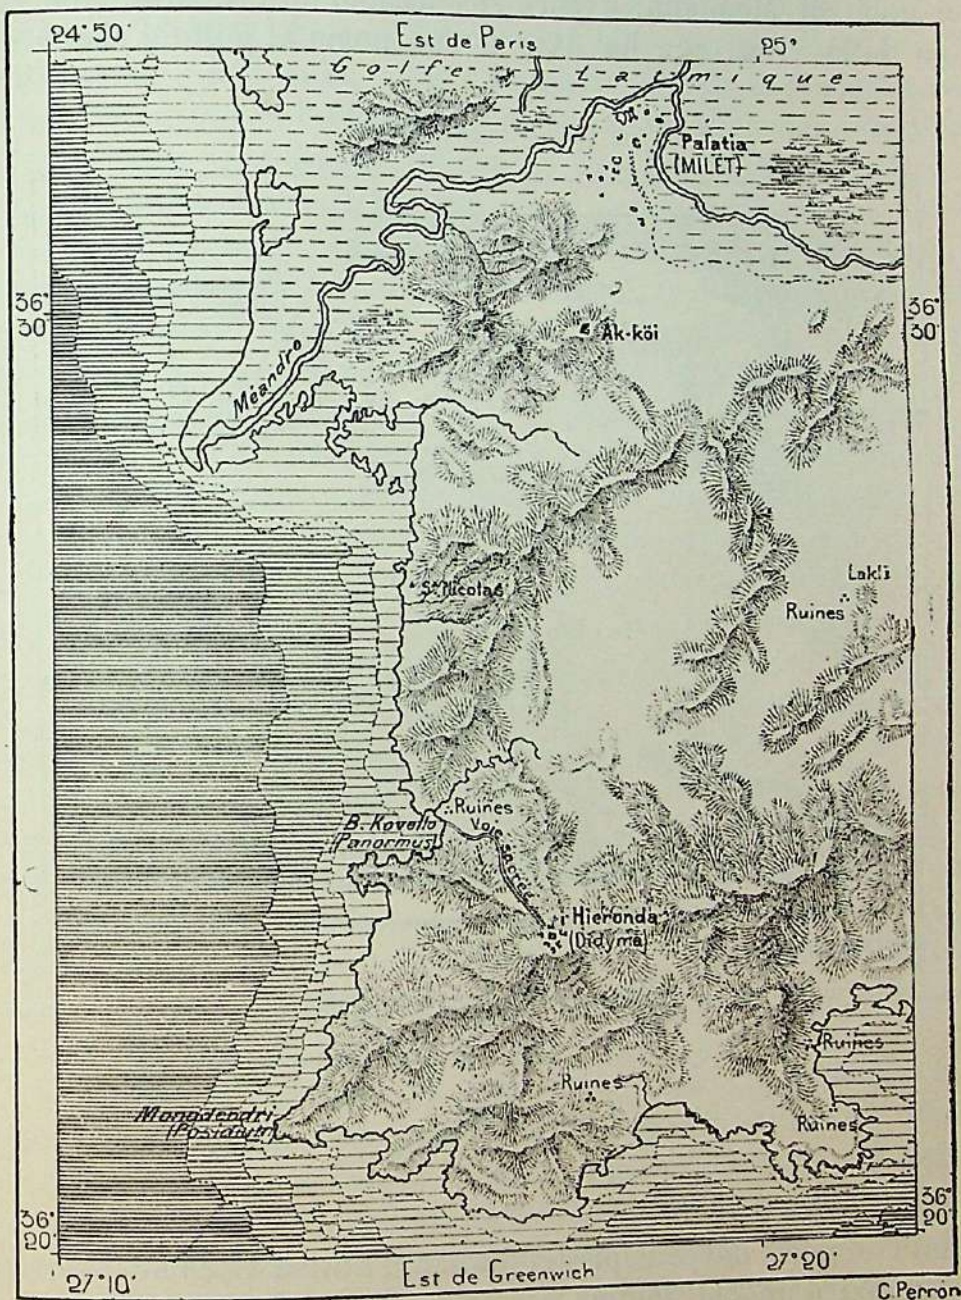 24°50'
Est de Paris
25°
Golfe Latmique
Palatia
(MILET)
36°
30'
36°
30'
Ak-köi
Méandre
Lakli
St Nicolas
Ruines
Ruines
B. Kovella
(Panormus)
Voie sacrée
Hieronda
(Didyma)
Ruines
Ruines
Monodendri
(Posidium)
Ruines
36°
20'
36°
20'
27°10'
Est de Greenwich
27°20'
C. Perron